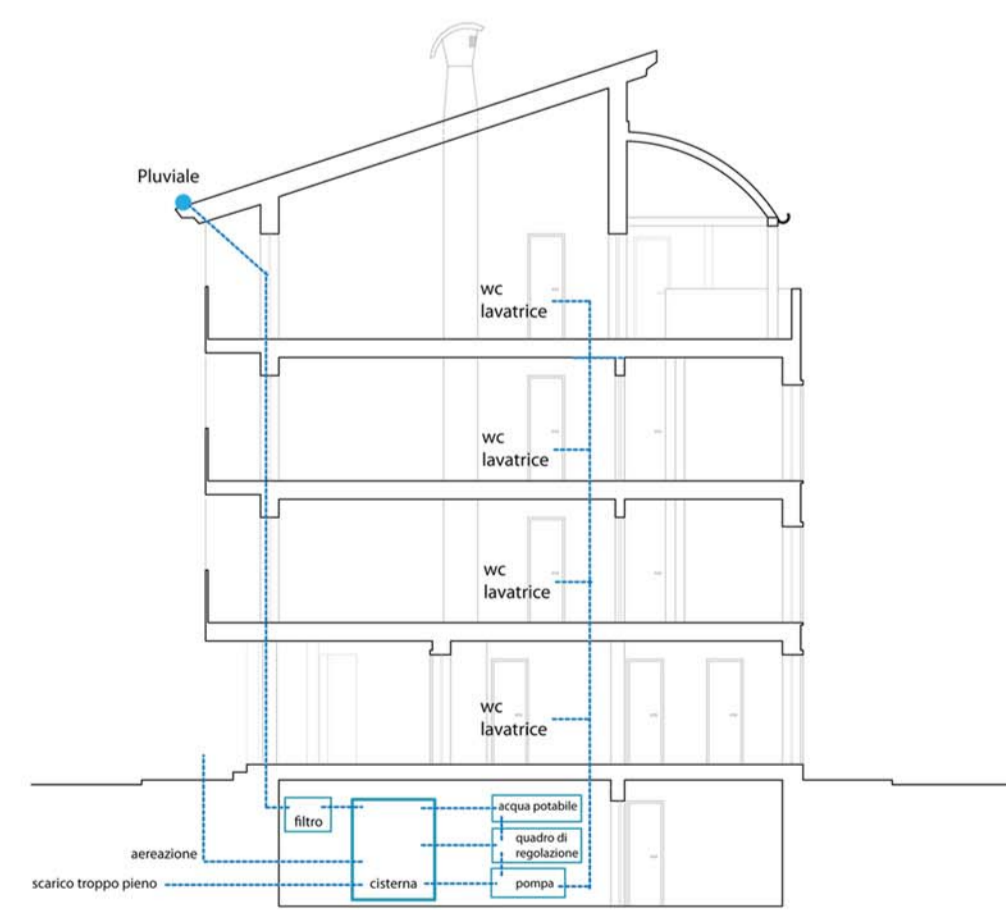 Pluviale
wc
lavatrice
wc
lavatrice
wc
lavatrice
wc
lavatrice
acqua potabile
filtro
quadro di
regolazione
aereazione
scarico troppo pieno
cisterna
pompa